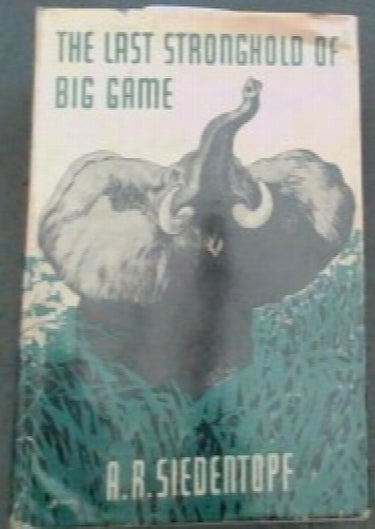 THE LAST STRONGHOLD OF
BIG GAME
A.R.SIEDENTOPF